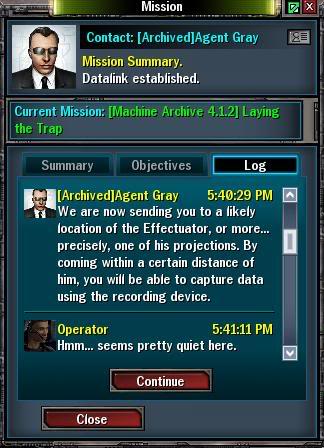 Mission
Contact: [Archived]Agent Gray
Mission Summary.
Datalink established.
Current Mission: [Machine Archive 4.1.2] Laying
the Trap
Summary
Objectives
Log
[Archived]Agent Gray 5:40:29 PM
We are now sending you to a likely
location of the Effectuator, or more...
precisely, one of his projections. By
coming within a certain distance of
him, you will be able to capture data
using the recording device.
Operator 5:41:11 PM
Hmm... seems pretty quiet here.
Continue
Close